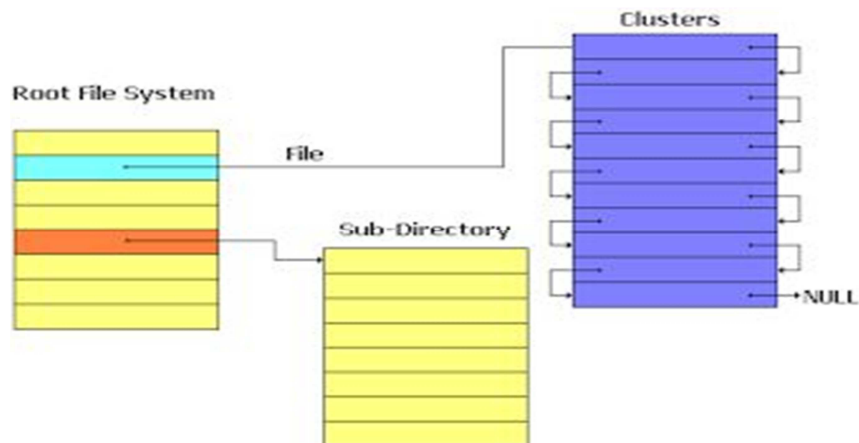 Clusters
Root File System
File
Sub-Directory
NULL